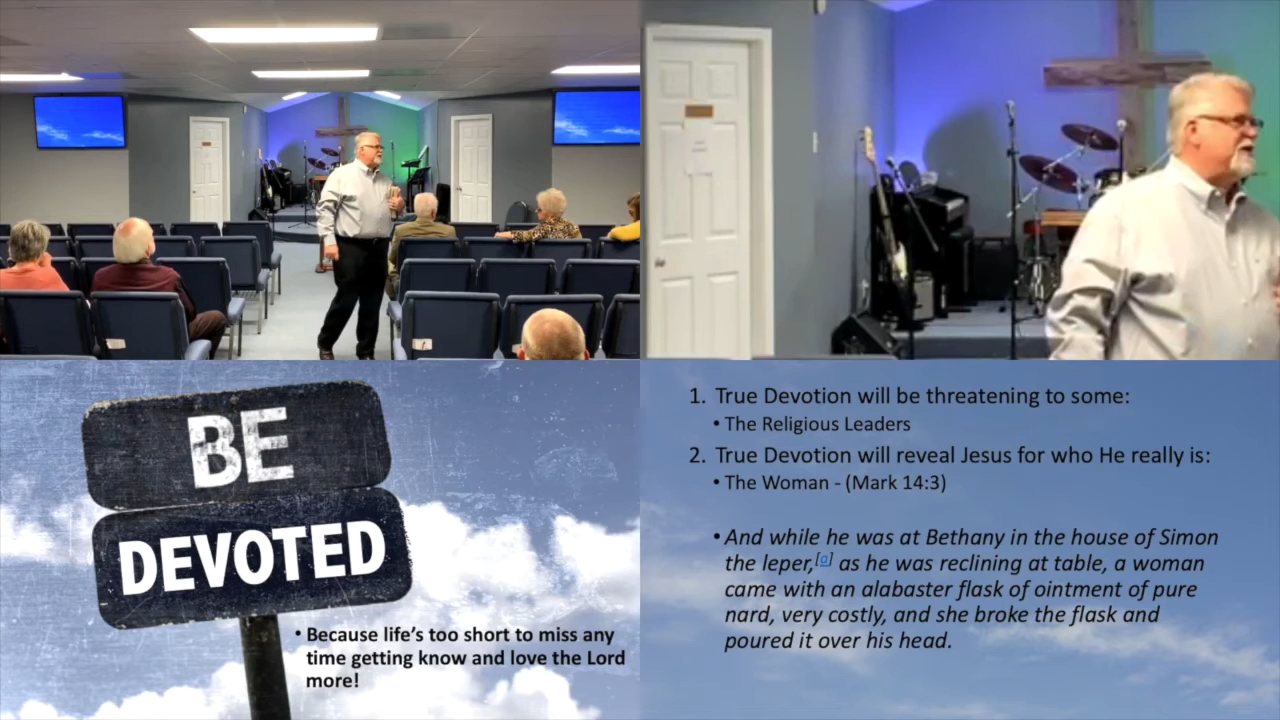 BE
DEVOTED
• Because life's too short to miss any
time getting know and love the Lord
more!
1. True Devotion will be threatening to some:
• The Religious Leaders
2. True Devotion will reveal Jesus for who He really is:
• The Woman - (Mark 14:3)
• And while he was at Bethany in the house of Simon
the leper,[a] as he was reclining at table, a woman
came with an alabaster flask of ointment of pure
nard, very costly, and she broke the flask and
poured it over his head.